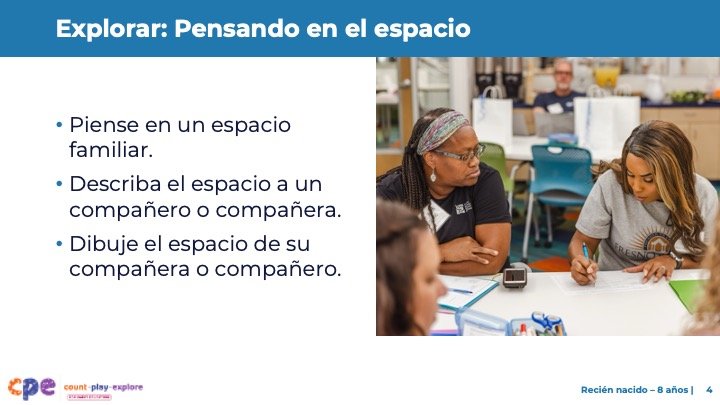 Explorar: Pensando en el espacio
• Piense en un espacio
familiar.
• Describa el espacio a un
compañero o compañera.
• Dibuje el espacio de su
compañera o compañero.
FRESNO
cpe count·play·explore
Recién nacido – 8 años | 4